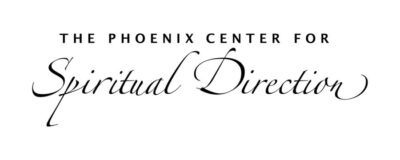 THE PHOENIX CENTER FOR
Spiritual Direction